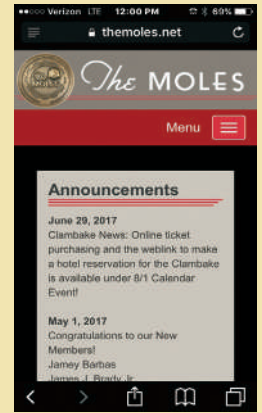 Verizon LTE 12:00 PM 69%
themoles.net
The MOLES
Menu
Announcements
June 29, 2017
Clambake News: Online ticket
purchasing and the weblink to make
a hotel reservation for the Clambake
is available under 8/1 Calendar
Event!
May 1, 2017
Congratulations to our New
Members!
Jamey Barbas
James J. Brady, Jr.